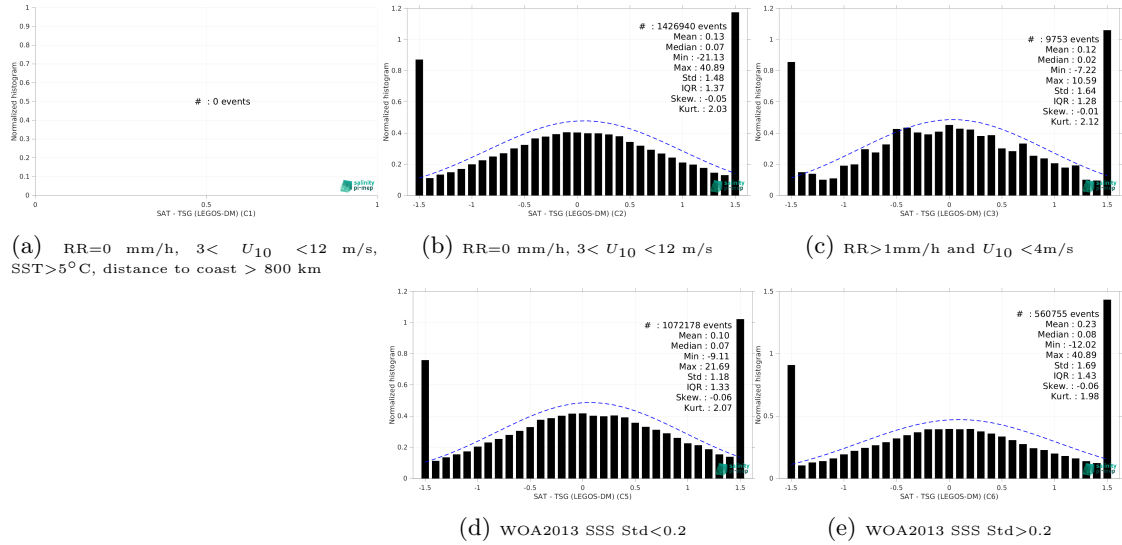 1
0.9
0.8
0.7
0.6
0.5
0.4
0.3
0.2
0.1
0
Normalized histogram
# : 0 events
salinity
pi-mep
0 0.5 1
SAT - TSG (LEGOS-DM) (C1)
(a) RR=0 mm/h, 3< U10 <12 m/s,
SST>5°C, distance to coast > 800 km
1.2
1
0.8
0.6
0.4
0.2
0
Normalized histogram
# : 1426940 events
Mean : 0.13
Median : 0.07
Min : -21.13
Max : 40.89
Std : 1.48
IQR : 1.37
Skew. : -0.05
Kurt. : 2.03
salinity
pi-mep
-1.5 -1 -0.5 0 0.5 1 1.5
SAT - TSG (LEGOS-DM) (C2)
(b) RR=0 mm/h, 3< U10 <12 m/s
1.2
1
0.8
0.6
0.4
0.2
0
Normalized histogram
# : 9753 events
Mean : 0.12
Median : 0.02
Min : -7.22
Max : 10.59
Std : 1.64
IQR : 1.28
Skew. : -0.01
Kurt. : 2.12
salinity
pi-mep
-1.5 -1 -0.5 0 0.5 1 1.5
SAT - TSG (LEGOS-DM) (C3)
(c) RR>1mm/h and U10 <4m/s
1.2
1
0.8
0.6
0.4
0.2
0
Normalized histogram
# : 1072178 events
Mean : 0.10
Median : 0.07
Min : -9.11
Max : 21.69
Std : 1.18
IQR : 1.33
Skew. : -0.06
Kurt. : 2.07
salinity
pi-mep
-1.5 -1 -0.5 0 0.5 1 1.5
SAT - TSG (LEGOS-DM) (C5)
(d) WOA2013 SSS Std<0.2
1.5
1
0.5
0
Normalized histogram
# : 560755 events
Mean : 0.23
Median : 0.08
Min : -12.02
Max : 40.89
Std : 1.69
IQR : 1.43
Skew. : -0.06
Kurt. : 1.98
salinity
pi-mep
-1.5 -1 -0.5 0 0.5 1 1.5
SAT - TSG (LEGOS-DM) (C6)
(e) WOA2013 SSS Std>0.2